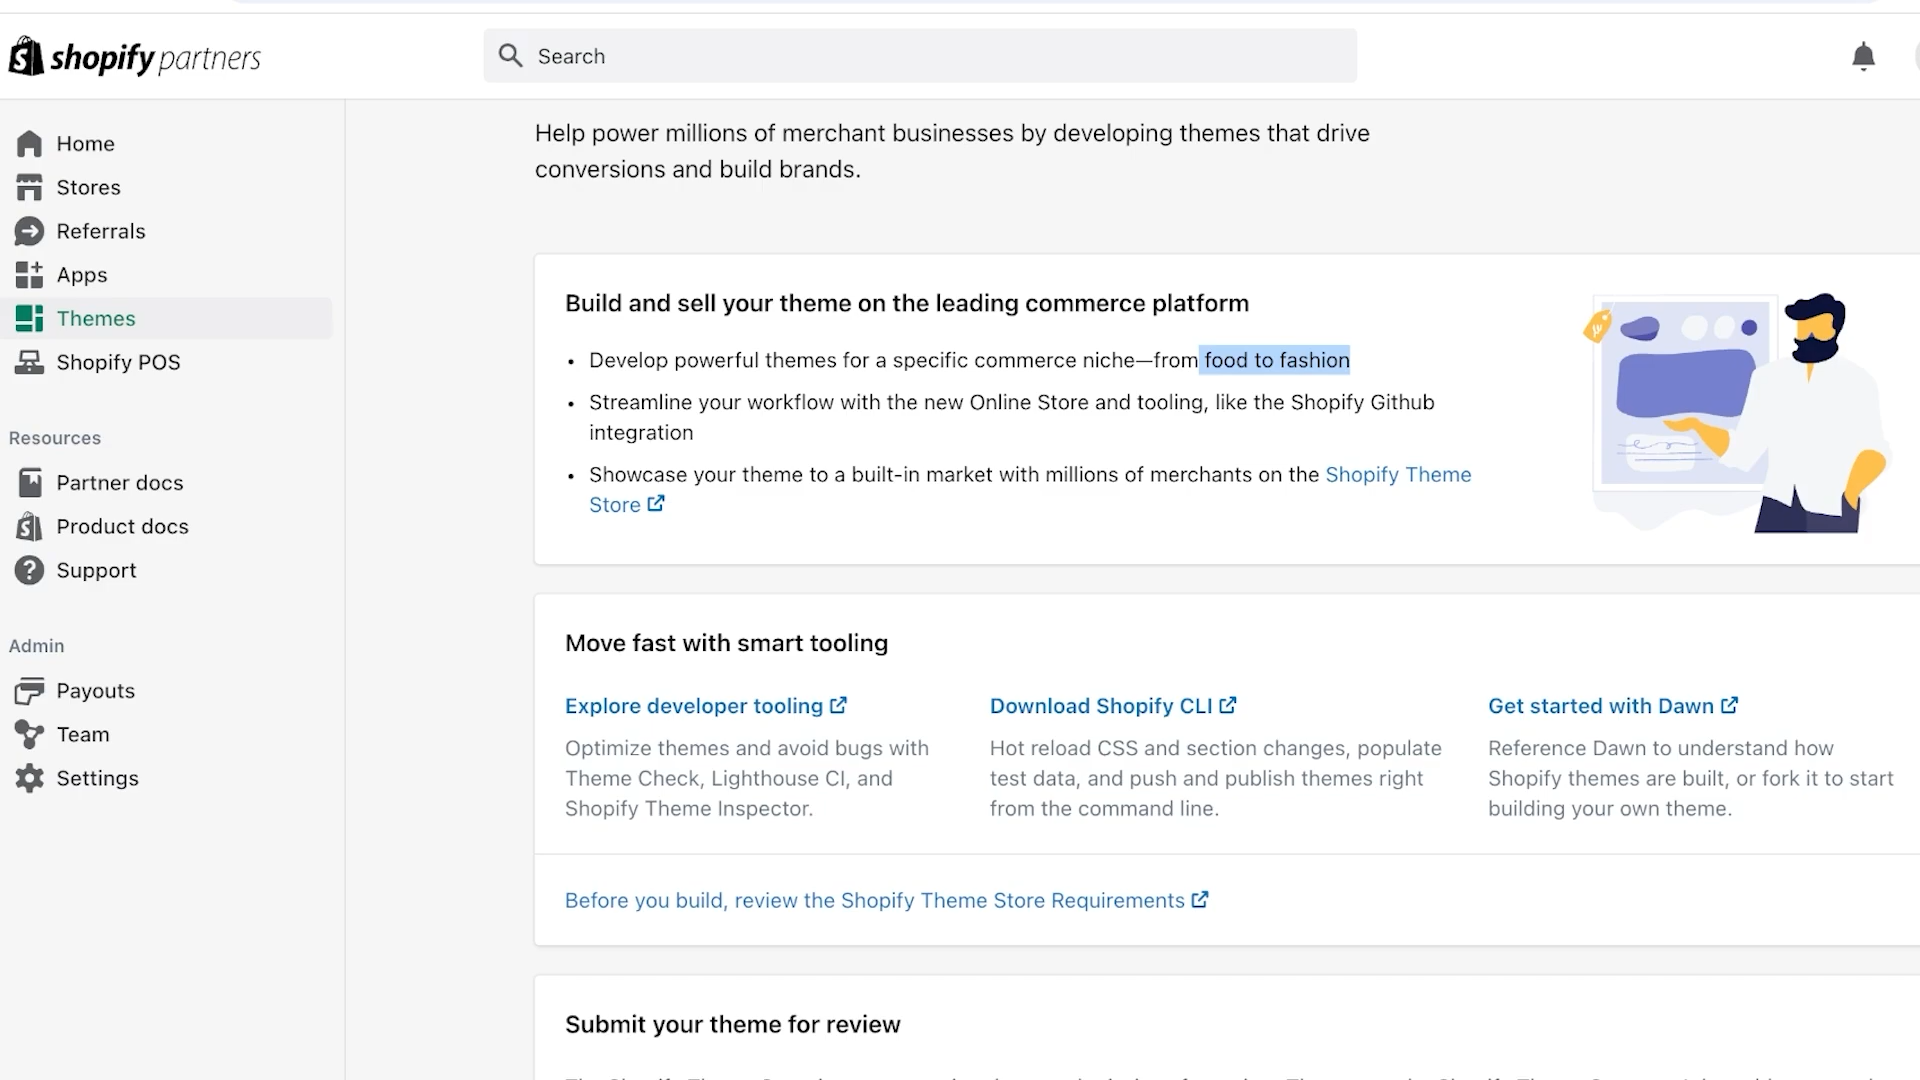 shopify partners
Search
Home
Stores
Referrals
Apps
Themes
Shopify POS
Resources
Partner docs
Product docs
Support
Admin
Payouts
Team
Settings
Help power millions of merchant businesses by developing themes that drive
conversions and build brands.
Build and sell your theme on the leading commerce platform
• Develop powerful themes for a specific commerce niche—from food to fashion
• Streamline your workflow with the new Online Store and tooling, like the Shopify Github
integration
• Showcase your theme to a built-in market with millions of merchants on the Shopify Theme
Store
Move fast with smart tooling
Explore developer tooling
Optimize themes and avoid bugs with
Theme Check, Lighthouse CI, and
Shopify Theme Inspector.
Download Shopify CLI
Hot reload CSS and section changes, populate
test data, and push and publish themes right
from the command line.
Get started with Dawn
Reference Dawn to understand how
Shopify themes are built, or fork it to start
building your own theme.
Before you build, review the Shopify Theme Store Requirements
Submit your theme for review